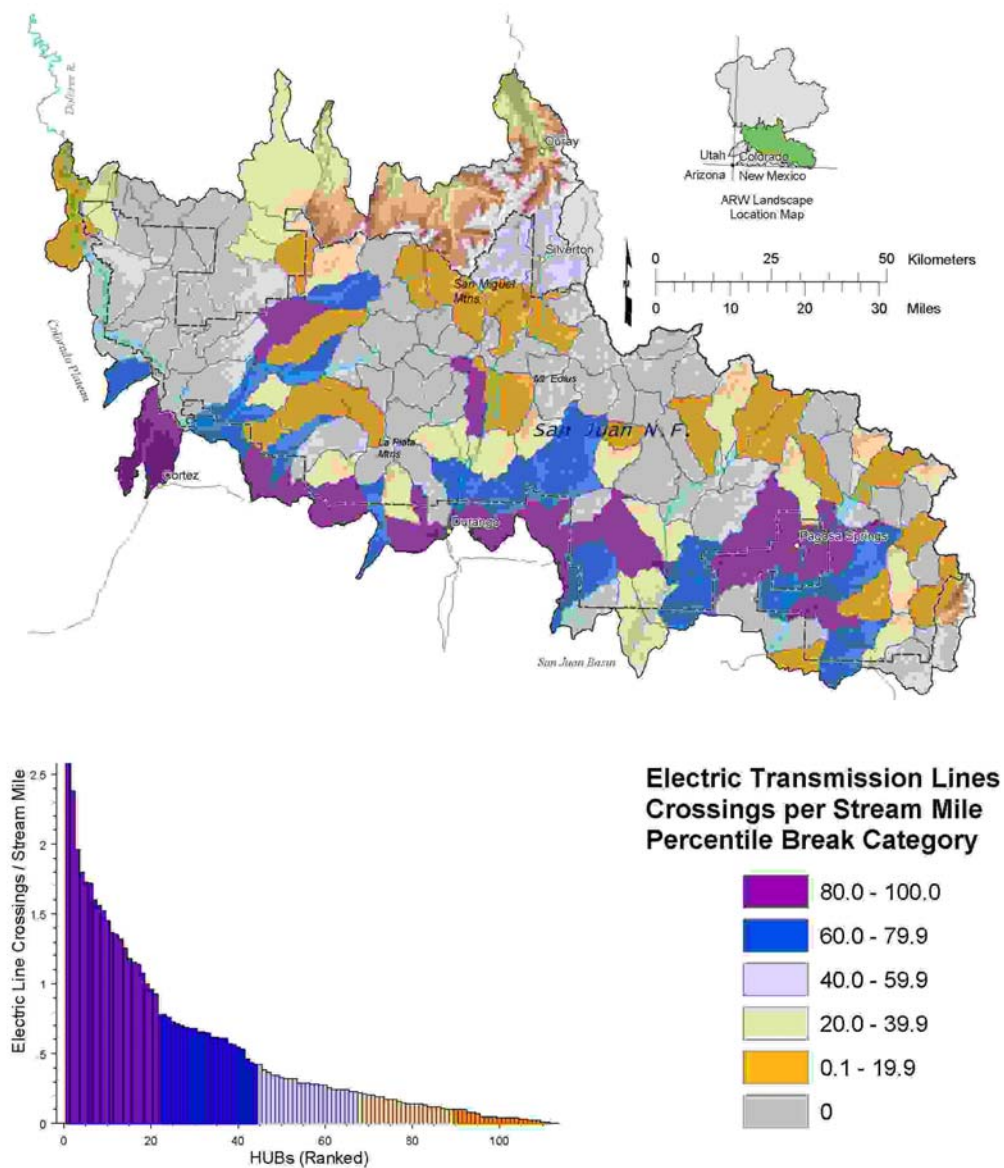 Dolores R.
Ouray
Utah
Colorado
Arizona
New Mexico
ARW Landscape
Location Map
Silverton
N
0 25 50 Kilometers
0 10 20 30 Miles
San Miguel
Mtns
Colorado Plateau
Mt. Eolus
San Juan N.F.
La Plata
Mtns
Cortez
Durango
Pagosa Springs
San Juan Basin
Electric Line Crossings / Stream Mile
2.5
2
1.5
1
.5
0
0 20 40 60 80 100
HUBs (Ranked)
Electric Transmission Lines
Crossings per Stream Mile
Percentile Break Category
80.0 - 100.0
60.0 - 79.9
40.0 - 59.9
20.0 - 39.9
0.1 - 19.9
0